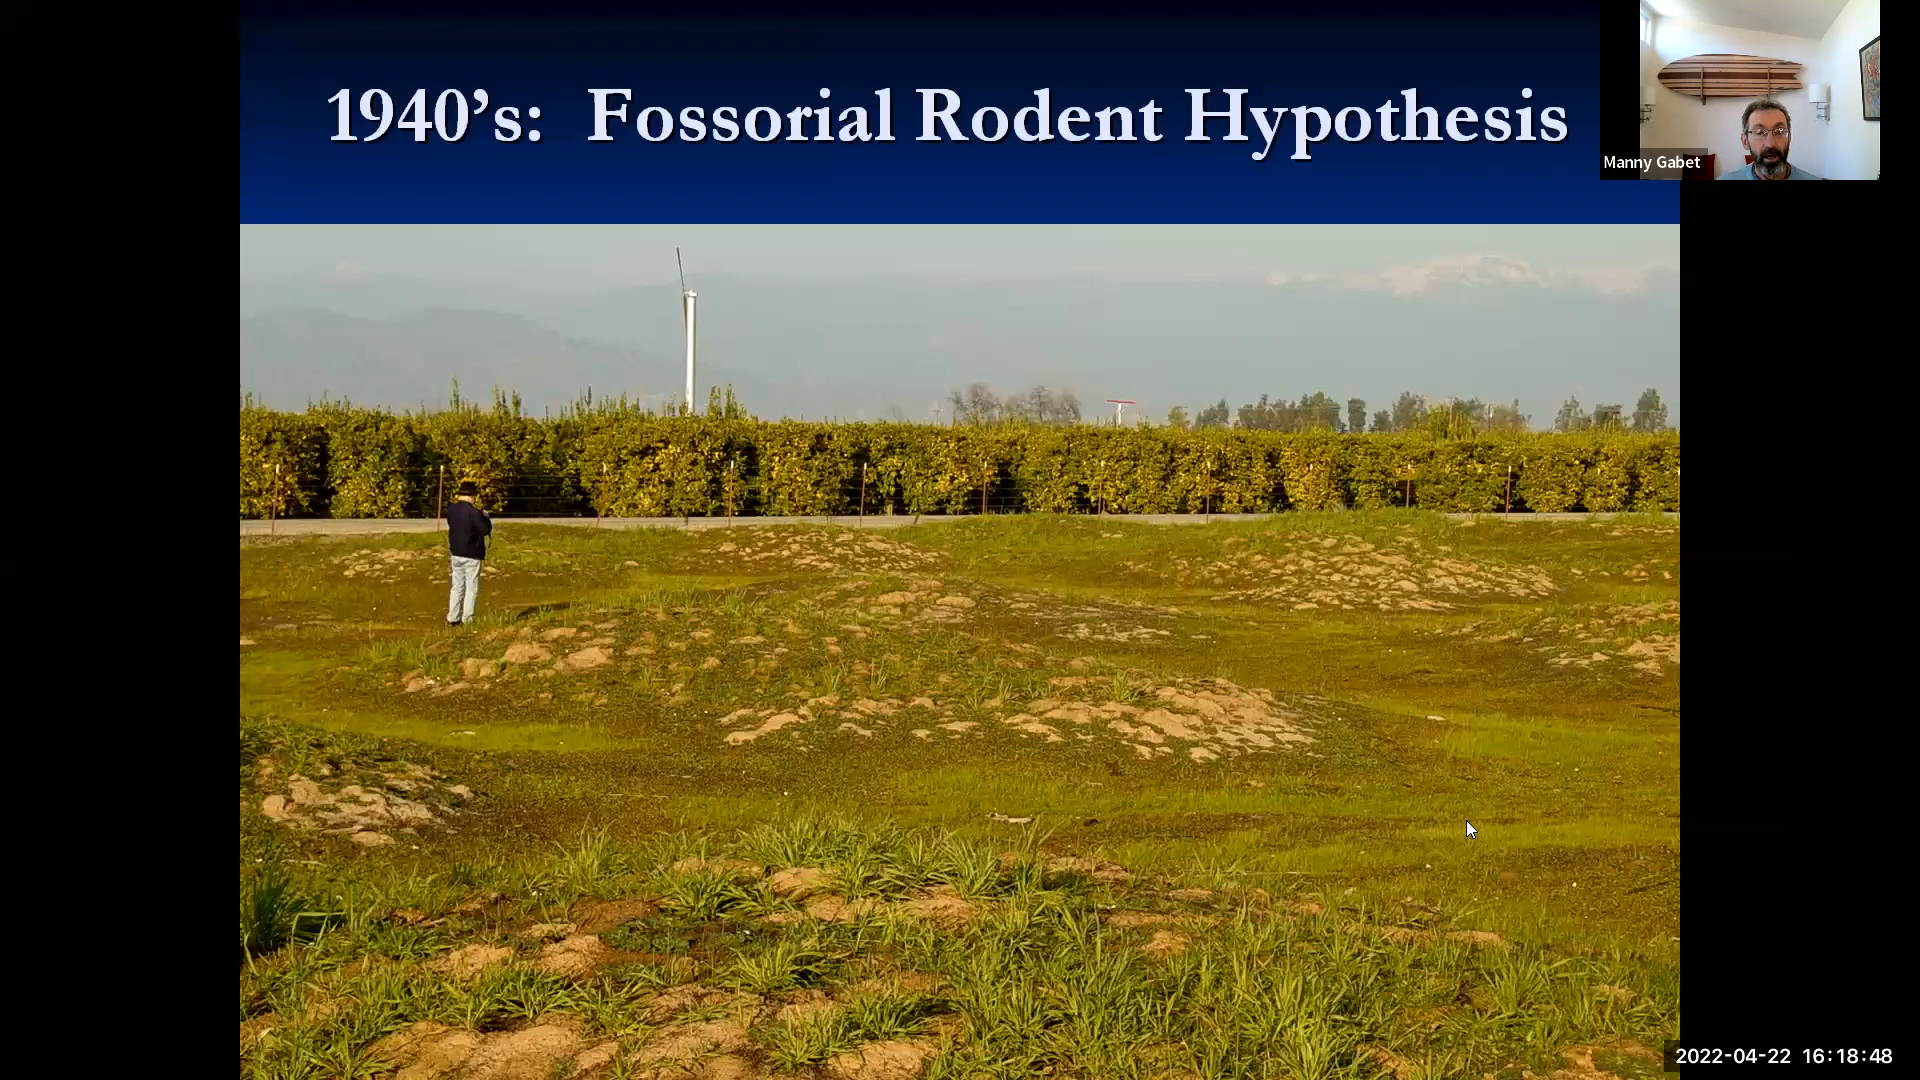 1940’s:  Fossorial Rodent Hypothesis
Manny Gabet
2022-04-22 16:18:48